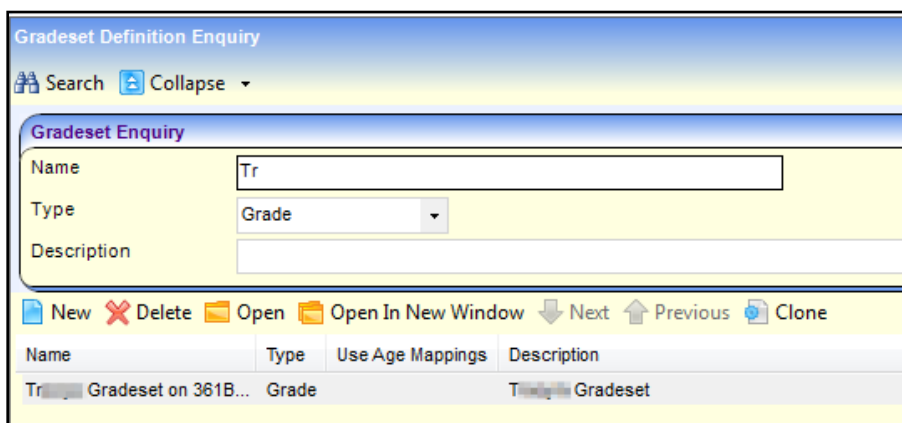 Gradeset Definition Enquiry
Search Collapse
Gradeset Enquiry
Name Tr
Type Grade
Description
New Delete Open Open In New Window Next Previous Clone
Name Type Use Age Mappings Description
Gradeset on 361B... Grade Gradeset